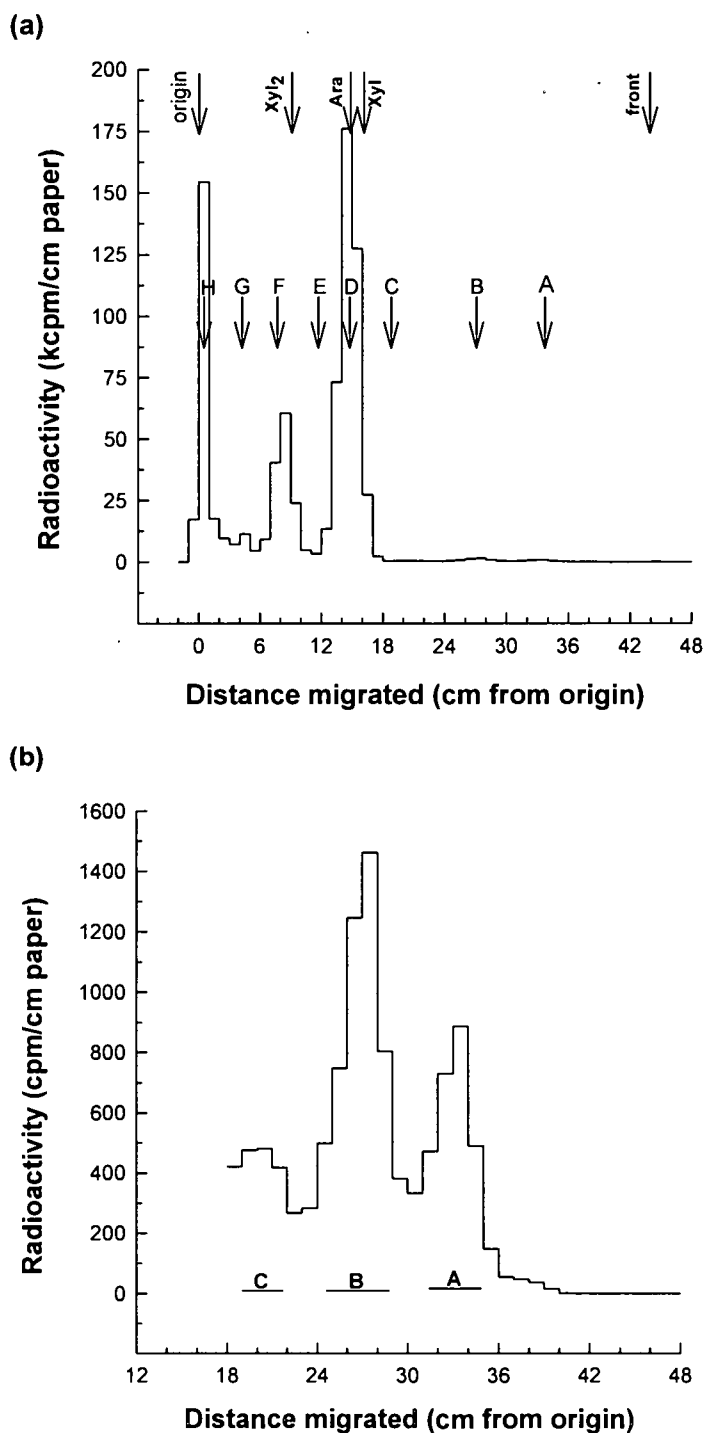 (a)
origin
Xyl2
Ara
Xyl
front
200
175
150
125
100
75
50
25
0
H G F E D C B A
Radioactivity (kcpm/cm paper)
0 6 12 18 24 30 36 42 48
Distance migrated (cm from origin)
(b)
1600
1400
1200
1000
800
600
400
200
0
C B A
Radioactivity (cpm/cm paper)
12 18 24 30 36 42 48
Distance migrated (cm from origin)